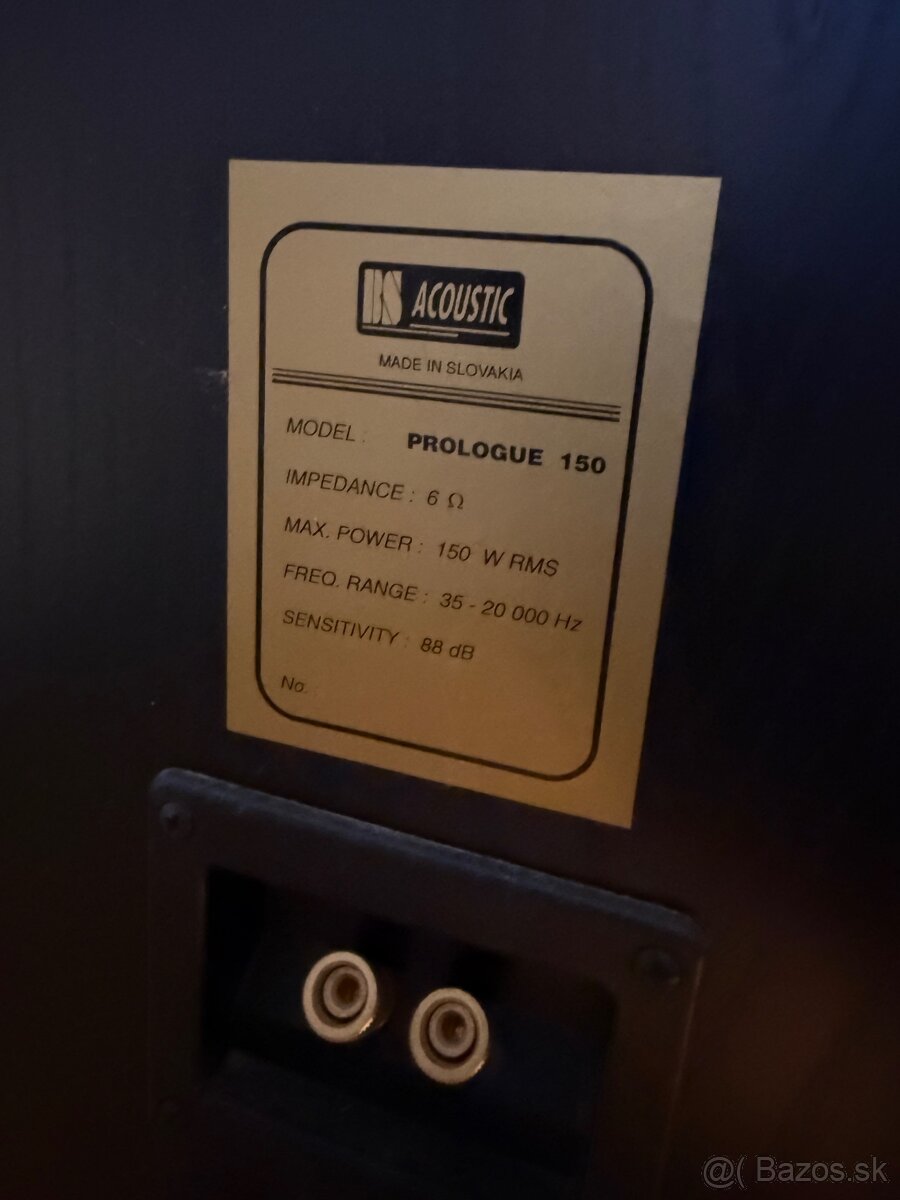 BS ACOUSTIC
MADE IN SLOVAKIA
MODEL : PROLOGUE 150
IMPEDANCE : 6 Ω
MAX. POWER : 150 W RMS
FREQ. RANGE : 35 - 20 000 Hz
SENSITIVITY : 88 dB
No.
@( Bazos.sk